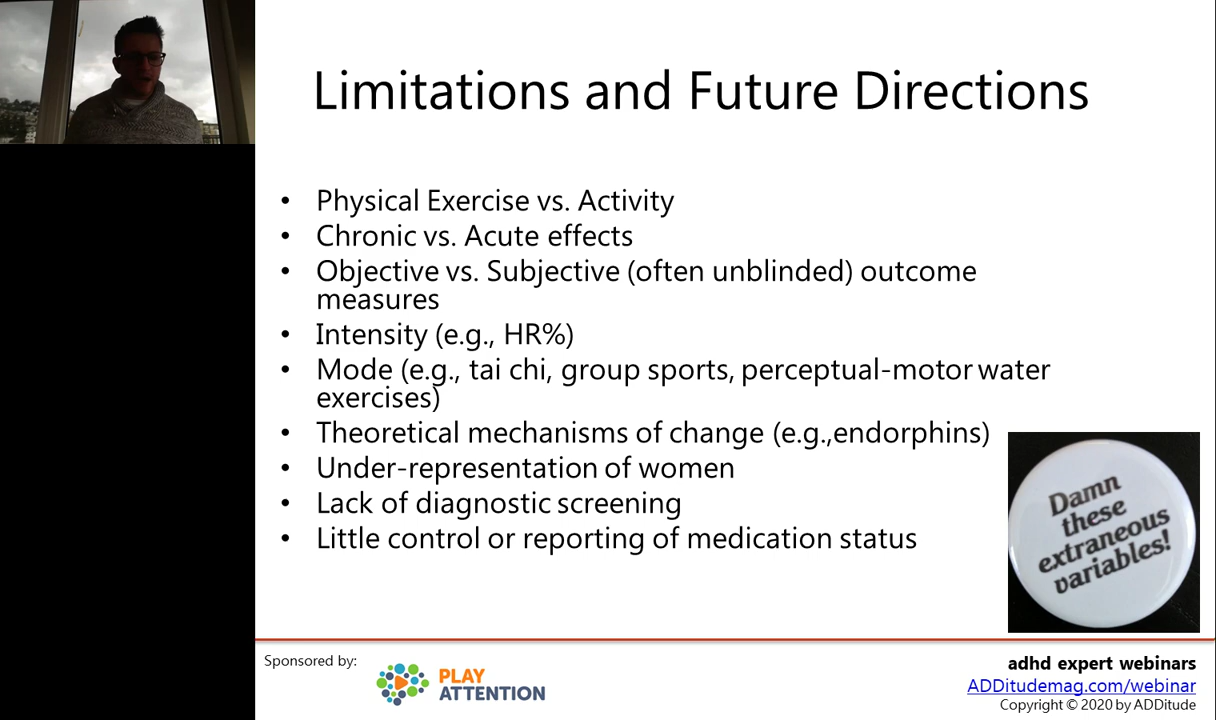 Limitations and Future Directions
• Physical Exercise vs. Activity
• Chronic vs. Acute effects
• Objective vs. Subjective (often unblinded) outcome
measures
• Intensity (e.g., HR%)
• Mode (e.g., tai chi, group sports, perceptual-motor water
exercises)
• Theoretical mechanisms of change (e.g.,endorphins)
• Under-representation of women
• Lack of diagnostic screening
• Little control or reporting of medication status
Damn
these
extraneous
variables!
Sponsored by:
PLAY
ATTENTION
adhd expert webinars
ADDitudemag.com/webinar
Copyright © 2020 by ADDitude